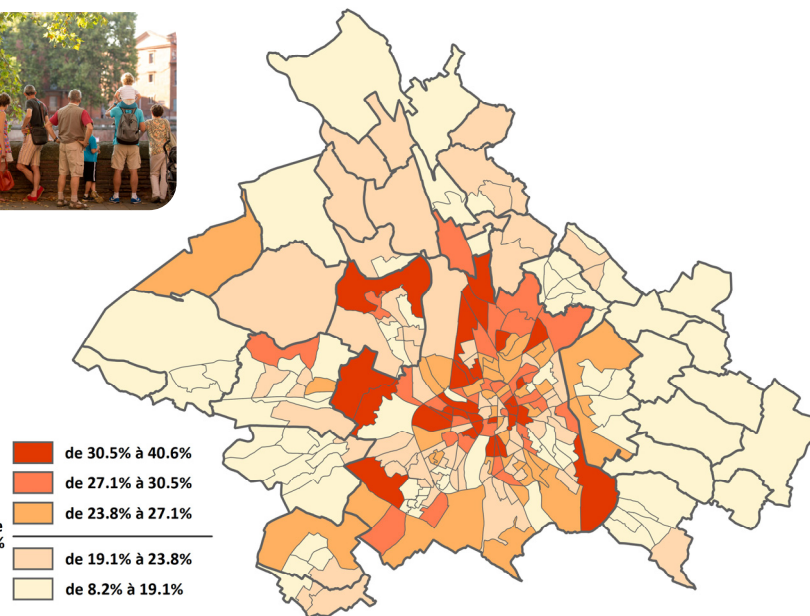 de 30.5% à 40.6%
de 27.1% à 30.5%
de 23.8% à 27.1%
de 19.1% à 23.8%
de 8.2% à 19.1%